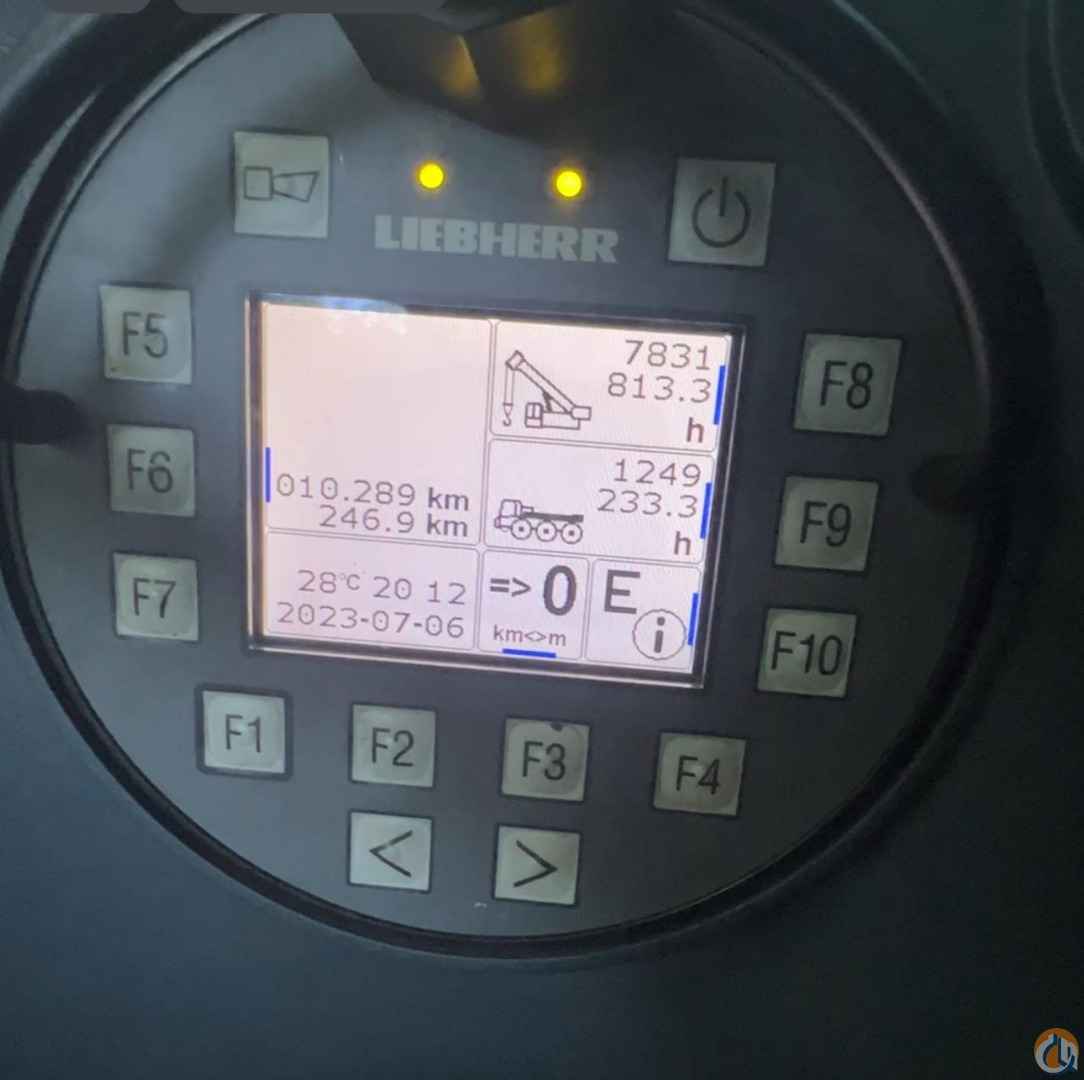 LIEBHERR
F5
F8
7831
813.3
h
F6
010.289 km
246.9 km
1249
233.3
h
F9
F7
28°C 20 12
2023-07-06
=> 0
km<>m
E
i
F10
F1
F2
F3
F4
<
>